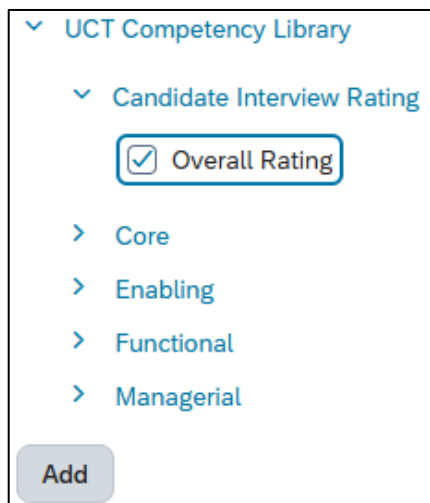 UCT Competency Library
Candidate Interview Rating
Overall Rating
Core
Enabling
Functional
Managerial
Add